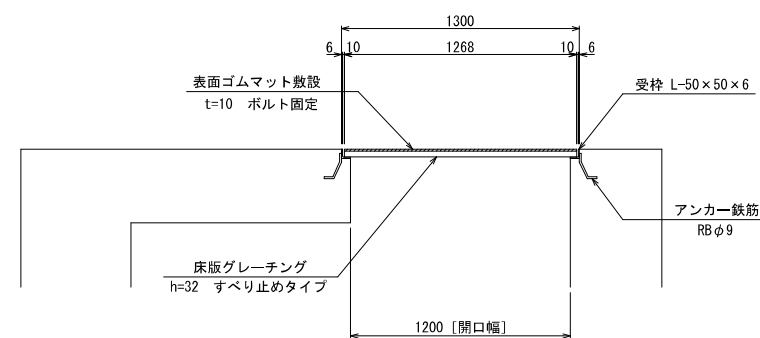 1300
6 10 1268 10 6
表面ゴムマット敷設
t=10 ボルト固定
受枠 L-50×50×6
アンカー鉄筋
RBφ9
床版グレーチング
h=32 すべり止めタイプ
1200 [開口幅]